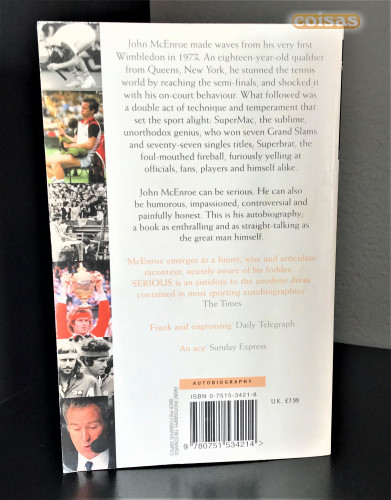 coisas
John McEnroe made waves from his very first
Wimbledon in 1977. An eighteen-year-old qualifier
from Queens, New York, he stunned the tennis
world by reaching the semi-finals, and shocked it
with his on-court behaviour. What followed was
a double act of technique and temperament that
set the sport alight: SuperMac, the sublime,
unorthodox genius, who won seven Grand Slams
and seventy-seven singles titles; Superbrat, the
foul-mouthed fireball, furiously yelling at
officials, fans, players and himself alike.
John McEnroe can be serious. He can also
be humorous, impassioned, controversial and
painfully honest. This is his autobiography;
a book as enthralling and as straight-talking as
the great man himself.
'McEnroe emerges as a funny, wise and articulate
raconteur, acutely aware of his foibles.
SERIOUS is an antidote to the anodyne drone
contained in most sporting autobiographies'
The Times
'Frank and engrossing' Daily Telegraph
'An ace' Sunday Express
AUTOBIOGRAPHY
ISBN 0-7515-3421-8
U.K. £7.99
9 780751 534214 >